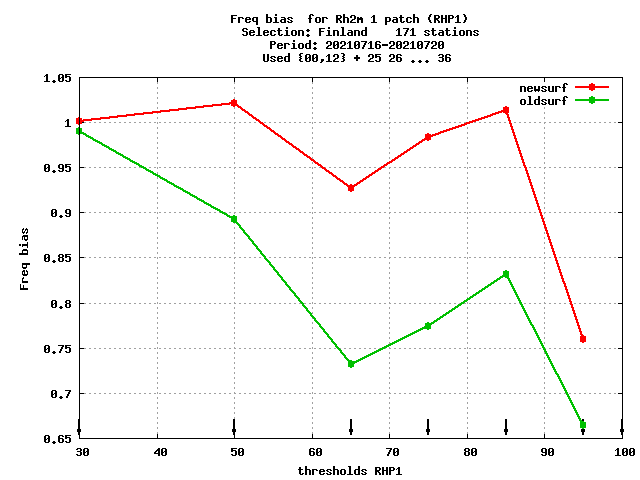 Freq bias  for Rh2m 1 patch (RHP1)
Selection: Finland    171 stations
Period: 20210716-20210720
Used {00,12} + 25 26 ... 36
newsurf
oldsurf
1.05
1
0.95
0.9
0.85
0.8
0.75
0.7
0.65
Freq bias
30 40 50 60 70 80 90 100
thresholds RHP1